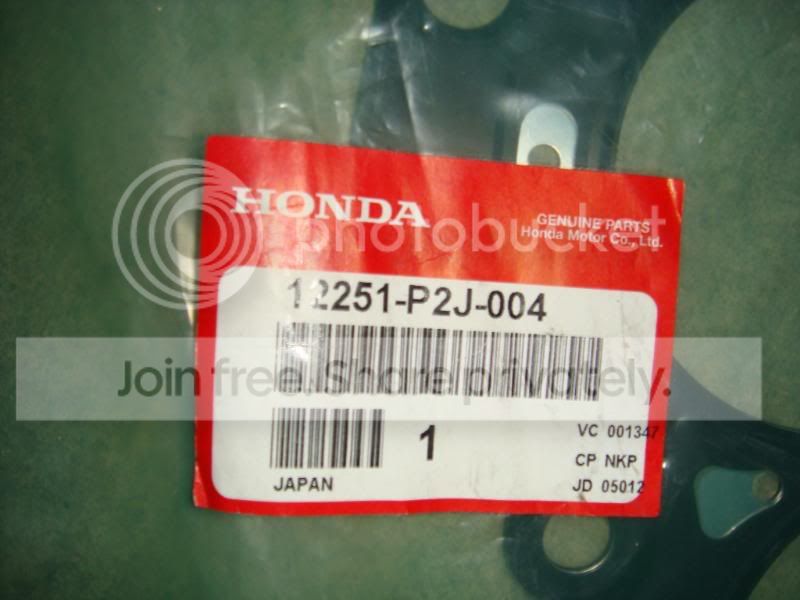 HONDA
GENUINE PARTS
Honda Motor Co., Ltd.
photobucket
12251-P2J-004
Join free. Share privately.
1
VC 001347
CP NKP
JAPAN
JD 05012